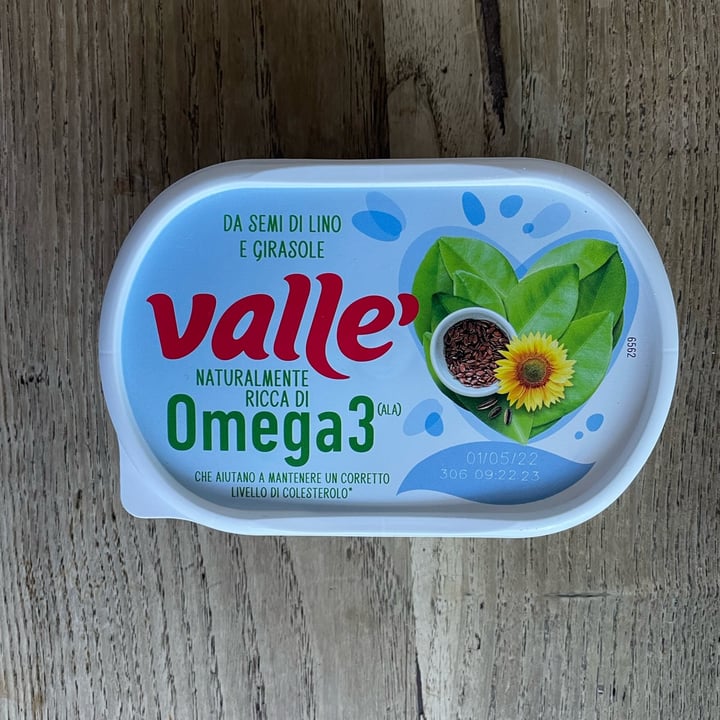 DA SEMI DI LINO
E GIRASOLE
valle'
NATURALMENTE
RICCA DI
Omega3 (ALA)
CHE AIUTANO A MANTENERE UN CORRETTO
LIVELLO DI COLESTEROLO*
6562
01/05/22
306 09:22 23